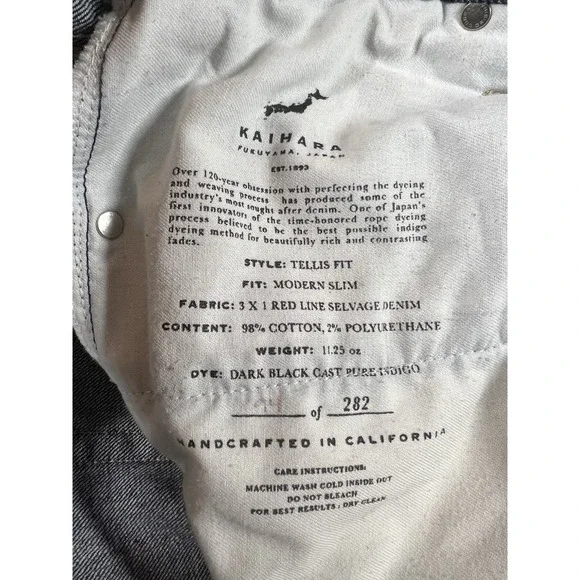 KAIHARA
FUKUYAMA, JAPAN
EST.1893
Over 120-year obsession with perfecting the dyeing
and weaving process has produced some of the
industry's most sought after denim. One of Japan's
first innovators of the time-honored rope dyeing
process believed to be the best possible indigo
dyeing method for beautifully rich and contrasting
fades.
STYLE: TELLIS FIT
FIT: MODERN SLIM
FABRIC: 3 X 1 RED LINE SELVAGE DENIM
CONTENT: 98% COTTON, 2% POLYURETHANE
WEIGHT: 11.25 oz
DYE: DARK BLACK CAST PURE INDIGO
of 282
HANDCRAFTED IN CALIFORNIA
CARE INSTRUCTIONS:
MACHINE WASH COLD INSIDE OUT
DO NOT BLEACH
FOR BEST RESULTS: DRY CLEAN